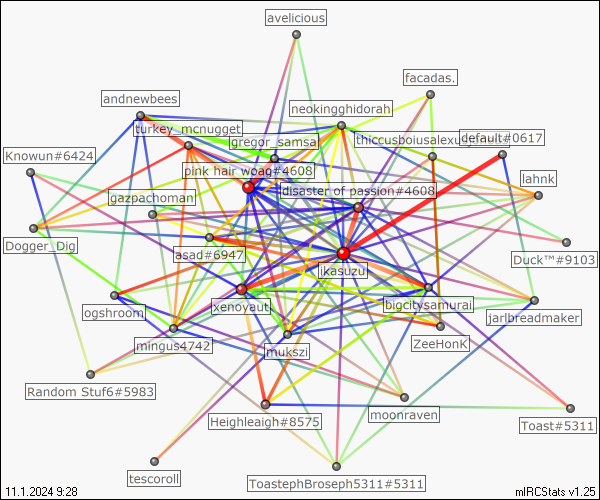 avelicious
facadas.
andnewbees
neokingghidorah
turkey_mcnugget
gregor_samsa
default#0617
Knowun#6424
pink hair woag#4608
lahnk
gazpachoman
disaster of passion#4608
Dogger_Dig
asad#6947
Duck™#9103
ikasuzu
ogshroom
xenoyaut
bigcitysamurai
jarlbreadmaker
mingus4742
mukszi
ZeeHonK
Random Stuf6#5983
moonraven
Heighleaigh#8575
Toast#5311
tescoroll
ToastephBroseph5311#5311
11.1.2024 9:28
mIRCStats v1.25